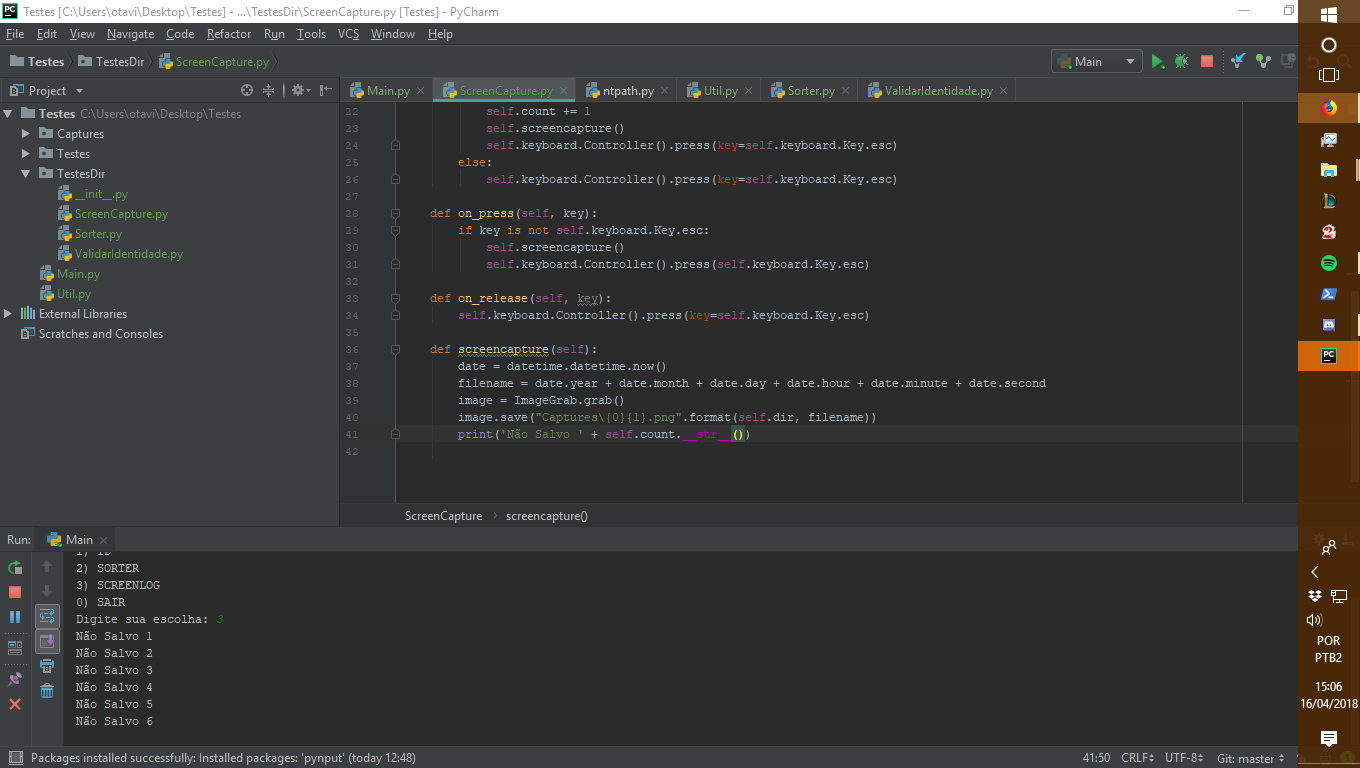 Testes [C:\Users\otavi\Desktop\Testes] - ...\TestesDir\ScreenCapture.py [Testes] - PyCharm
File Edit View Navigate Code Refactor Run Tools VCS Window Help
Testes TestesDir ScreenCapture.py
Main
Project
Main.py ScreenCapture.py ntpath.py Util.py Sorter.py ValidarIdentidade.py
Testes C:\Users\otavi\Desktop\Testes
Captures
Testes
TestesDir
__init__.py
ScreenCapture.py
Sorter.py
ValidarIdentidade.py
Main.py
Util.py
External Libraries
Scratches and Consoles
22 self.count += 1
23 self.screencapture()
24 self.keyboard.Controller().press(key=self.keyboard.Key.esc)
25 else:
26 self.keyboard.Controller().press(key=self.keyboard.Key.esc)
27
28 def on_press(self, key):
29 if key is not self.keyboard.Key.esc:
30 self.screencapture()
31 self.keyboard.Controller().press(self.keyboard.Key.esc)
32
33 def on_release(self, key):
34 self.keyboard.Controller().press(key=self.keyboard.Key.esc)
35
36 def screencapture(self):
37 date = datetime.datetime.now()
38 filename = date.year + date.month + date.day + date.hour + date.minute + date.second
39 image = ImageGrab.grab()
40 image.save("Captures\{0}{1}.png".format(self.dir, filename))
41 print('Não Salvo ' + self.count.__str__())
42
ScreenCapture screencapture()
Run: Main
1) ID
2) SORTER
3) SCREENLOG
0) SAIR
Digite sua escolha: 3
Não Salvo 1
Não Salvo 2
Não Salvo 3
Não Salvo 4
Não Salvo 5
Não Salvo 6
Packages installed successfully: Installed packages: 'pynput' (today 12:48)
41:50 CRLF UTF-8 Git: master
PC
POR
PTB2
15:06
16/04/2018